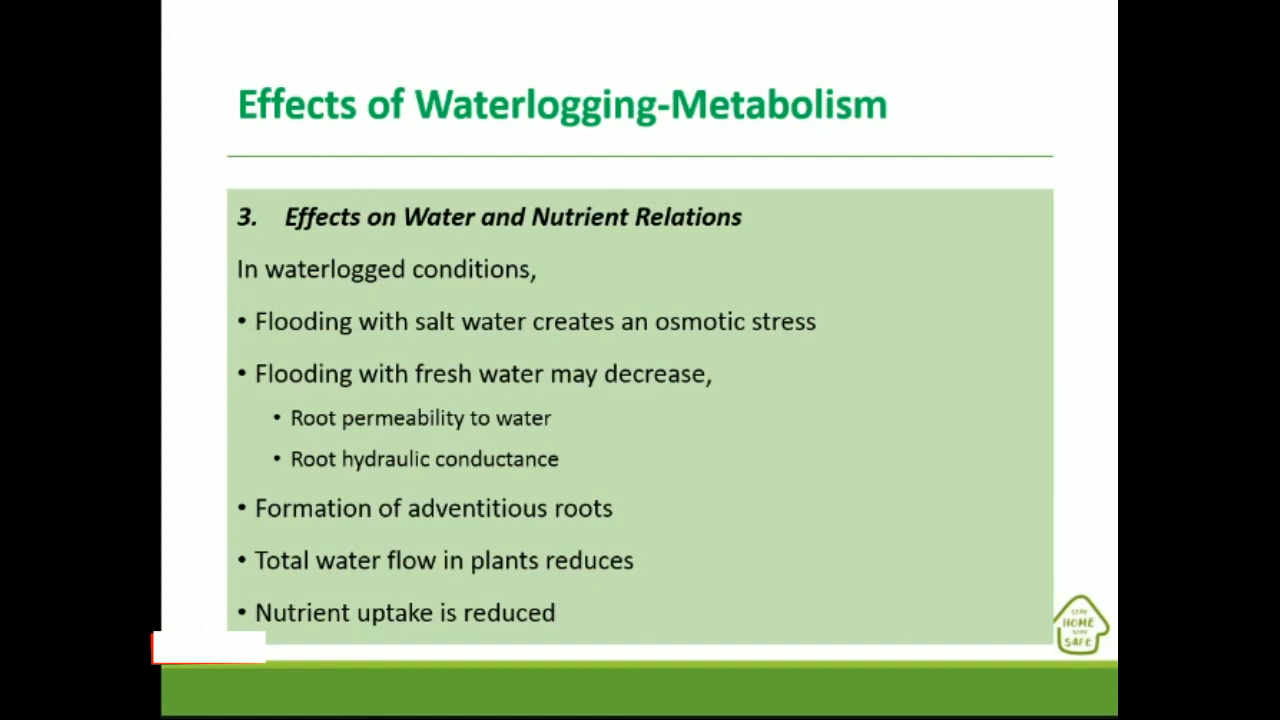 Effects of Waterlogging-Metabolism
3. Effects on Water and Nutrient Relations
In waterlogged conditions,
• Flooding with salt water creates an osmotic stress
• Flooding with fresh water may decrease,
• Root permeability to water
• Root hydraulic conductance
• Formation of adventitious roots
• Total water flow in plants reduces
• Nutrient uptake is reduced
STAY
HOME
STAY
SAFE